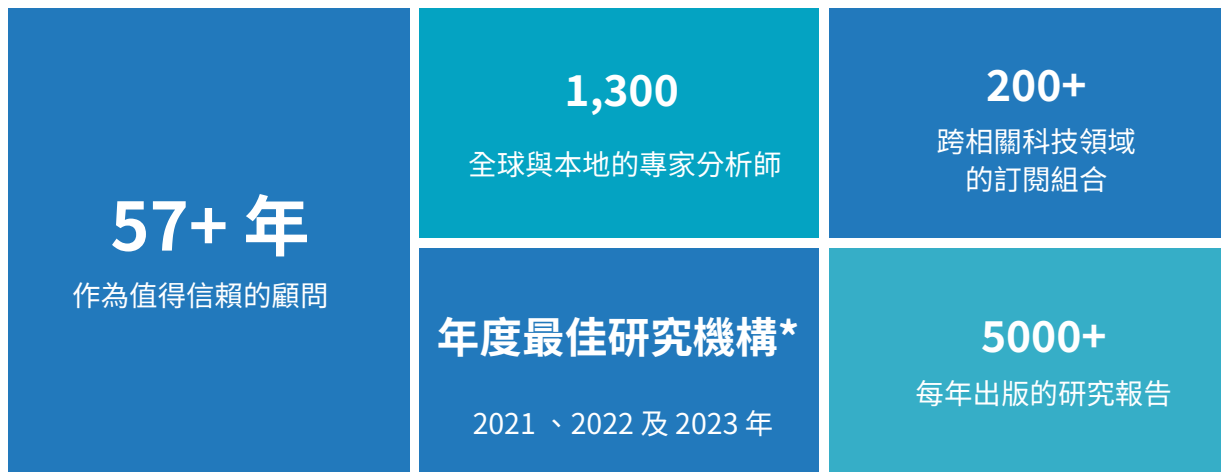 57+ 年
作為值得信賴的顧問
1,300
全球與本地的專家分析師
200+
跨相關科技領域
的訂閱組合
年度最佳研究機構*
2021 、2022 及 2023 年
5000+
每年出版的研究報告